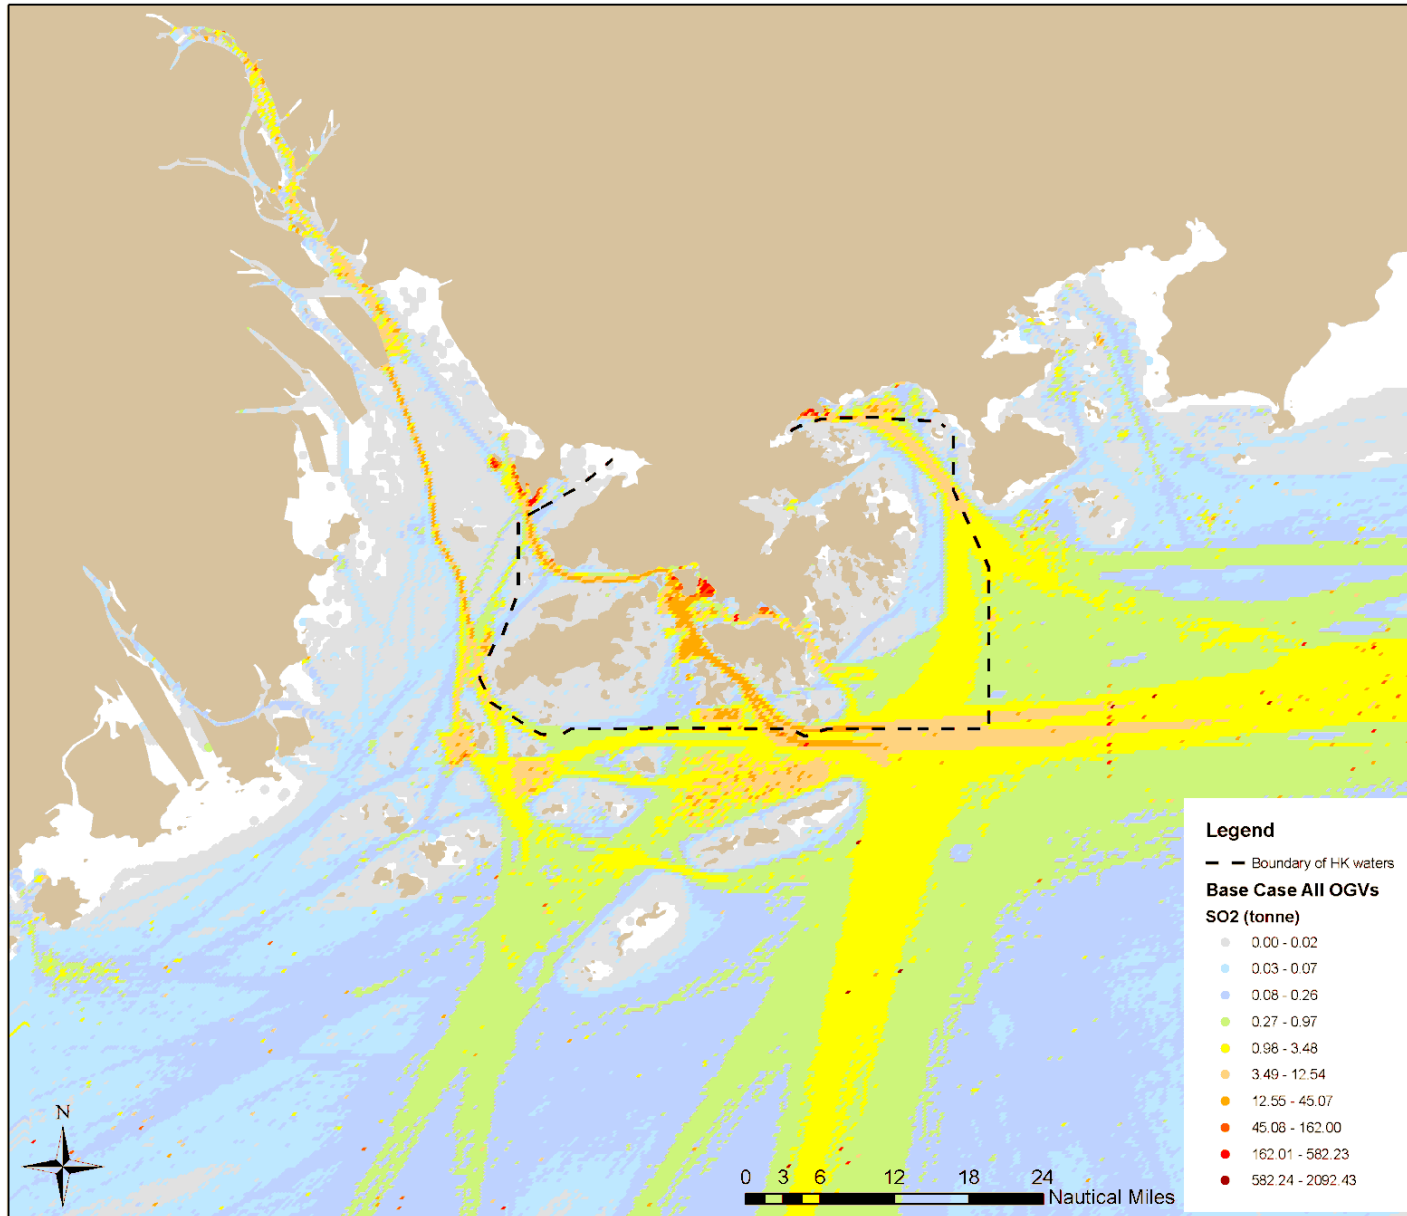 Legend
Boundary of HK waters
Base Case All OGVs
SO2 (tonne)
0.00 - 0.02
0.03 - 0.07
0.08 - 0.26
0.27 - 0.97
0.98 - 3.48
3.49 - 12.54
12.55 - 45.07
45.08 - 162.00
162.01 - 582.23
582.24 - 2092.43
N
0 3 6 12 18 24
Nautical Miles